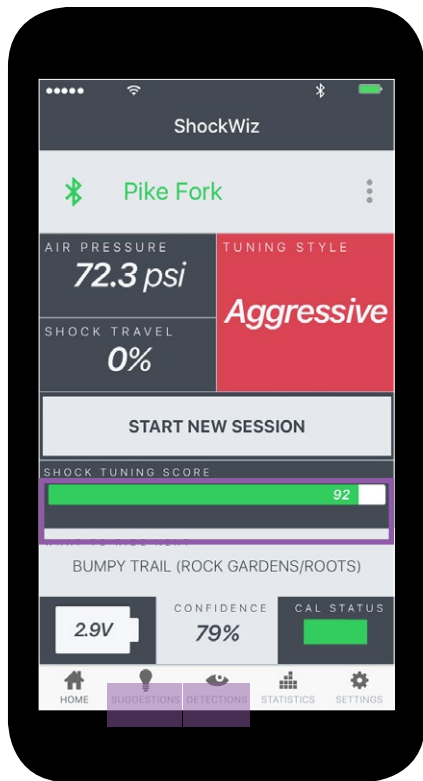 ShockWiz
Pike Fork
AIR PRESSURE
72.3 psi
TUNING STYLE
Aggressive
SHOCK TRAVEL
0%
START NEW SESSION
SHOCK TUNING SCORE
92
BUMPY TRAIL (ROCK GARDENS/ROOTS)
2.9V
CONFIDENCE
79%
CAL STATUS
HOME
SUGGESTIONS
DETECTIONS
STATISTICS
SETTINGS